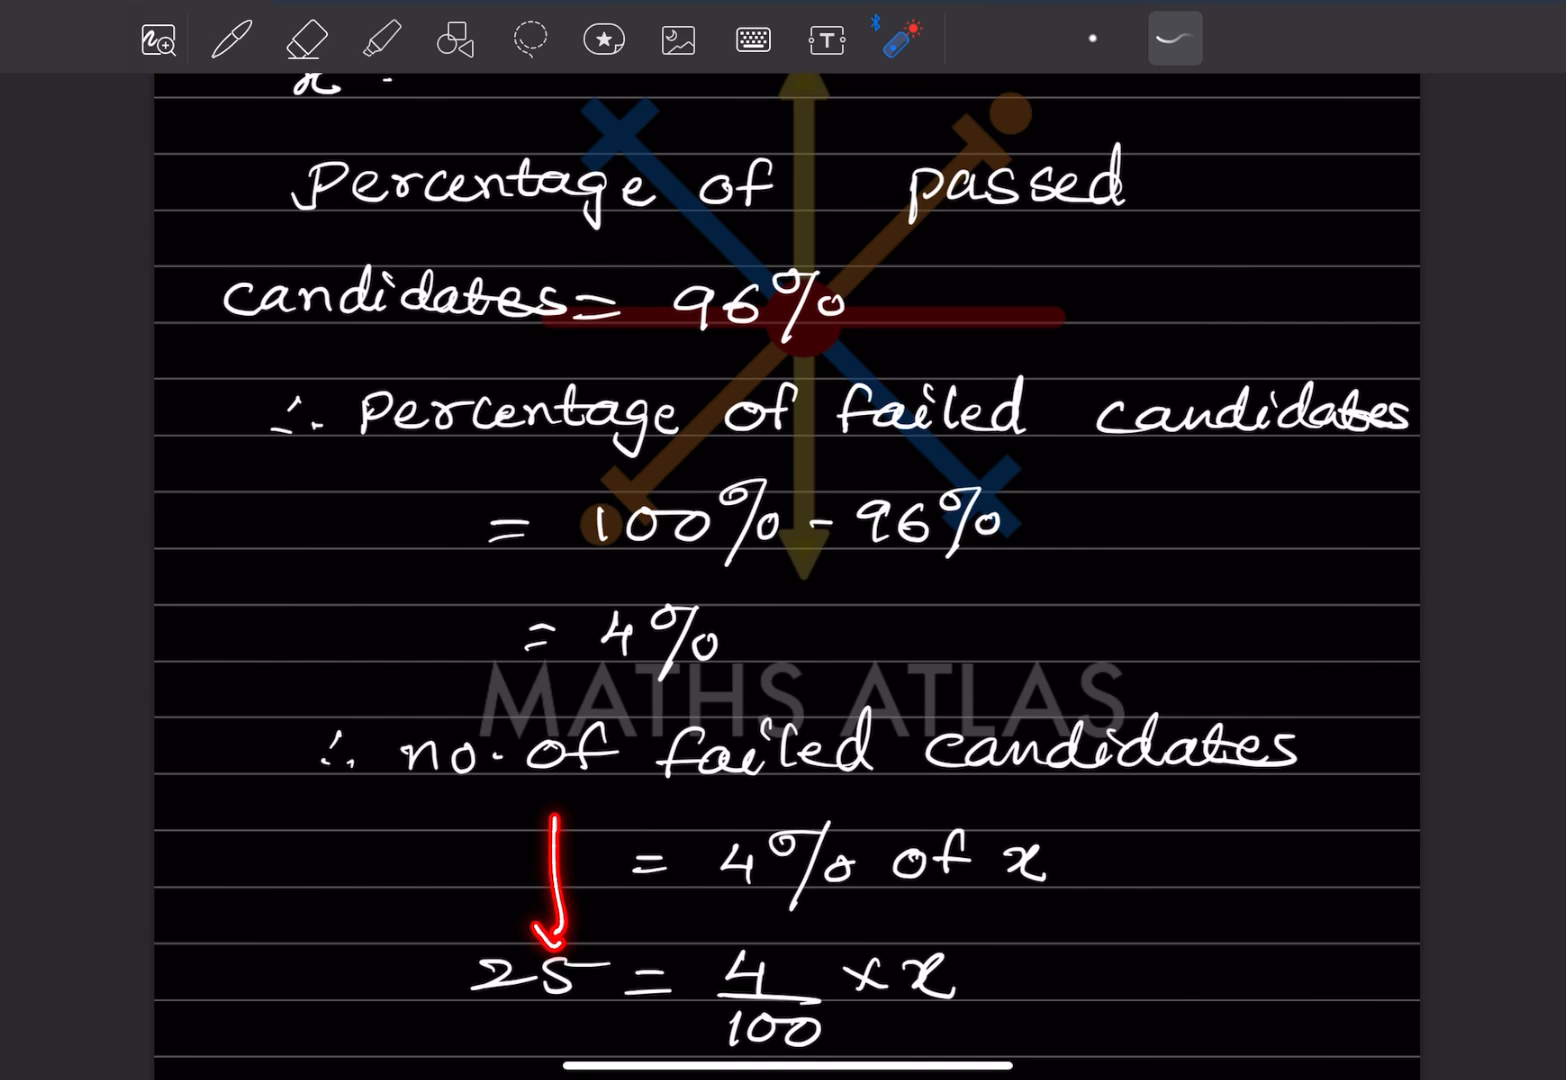 x
Percentage of passed
candidates = 96%
∴ Percentage of failed candidates
= 100% - 96%
= 4%
MATHS ATLAS
∴ no. of failed candidates
= 4% of x
25 = 4/100 × x